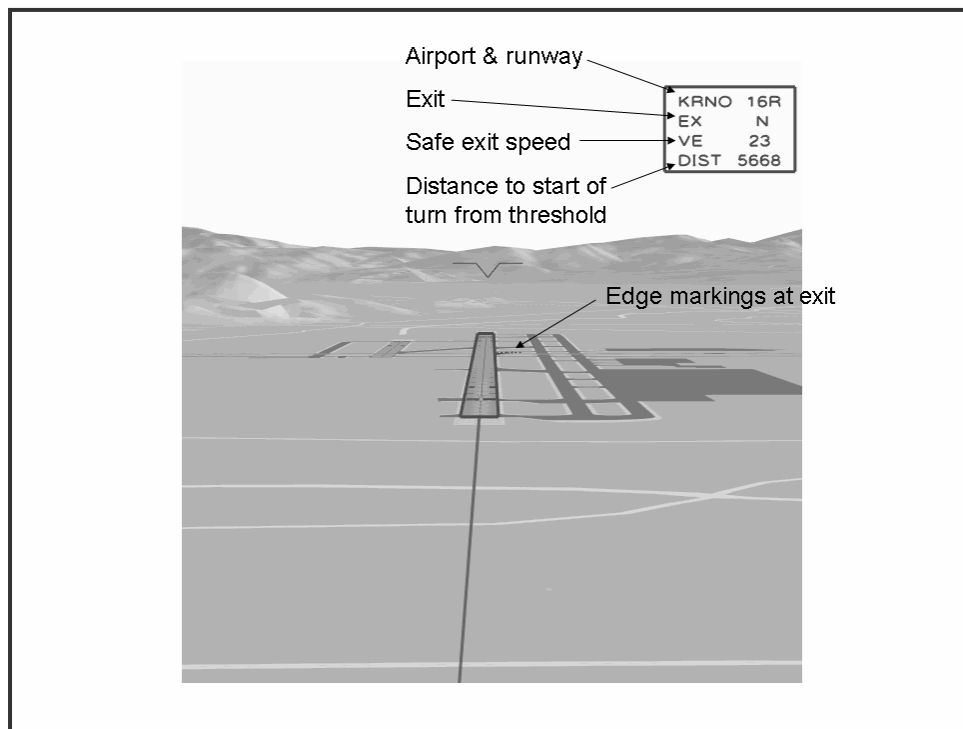 Airport & runway
Exit
Safe exit speed
Distance to start of
turn from threshold
KRNO 16R
EX N
VE 23
DIST 5668
Edge markings at exit